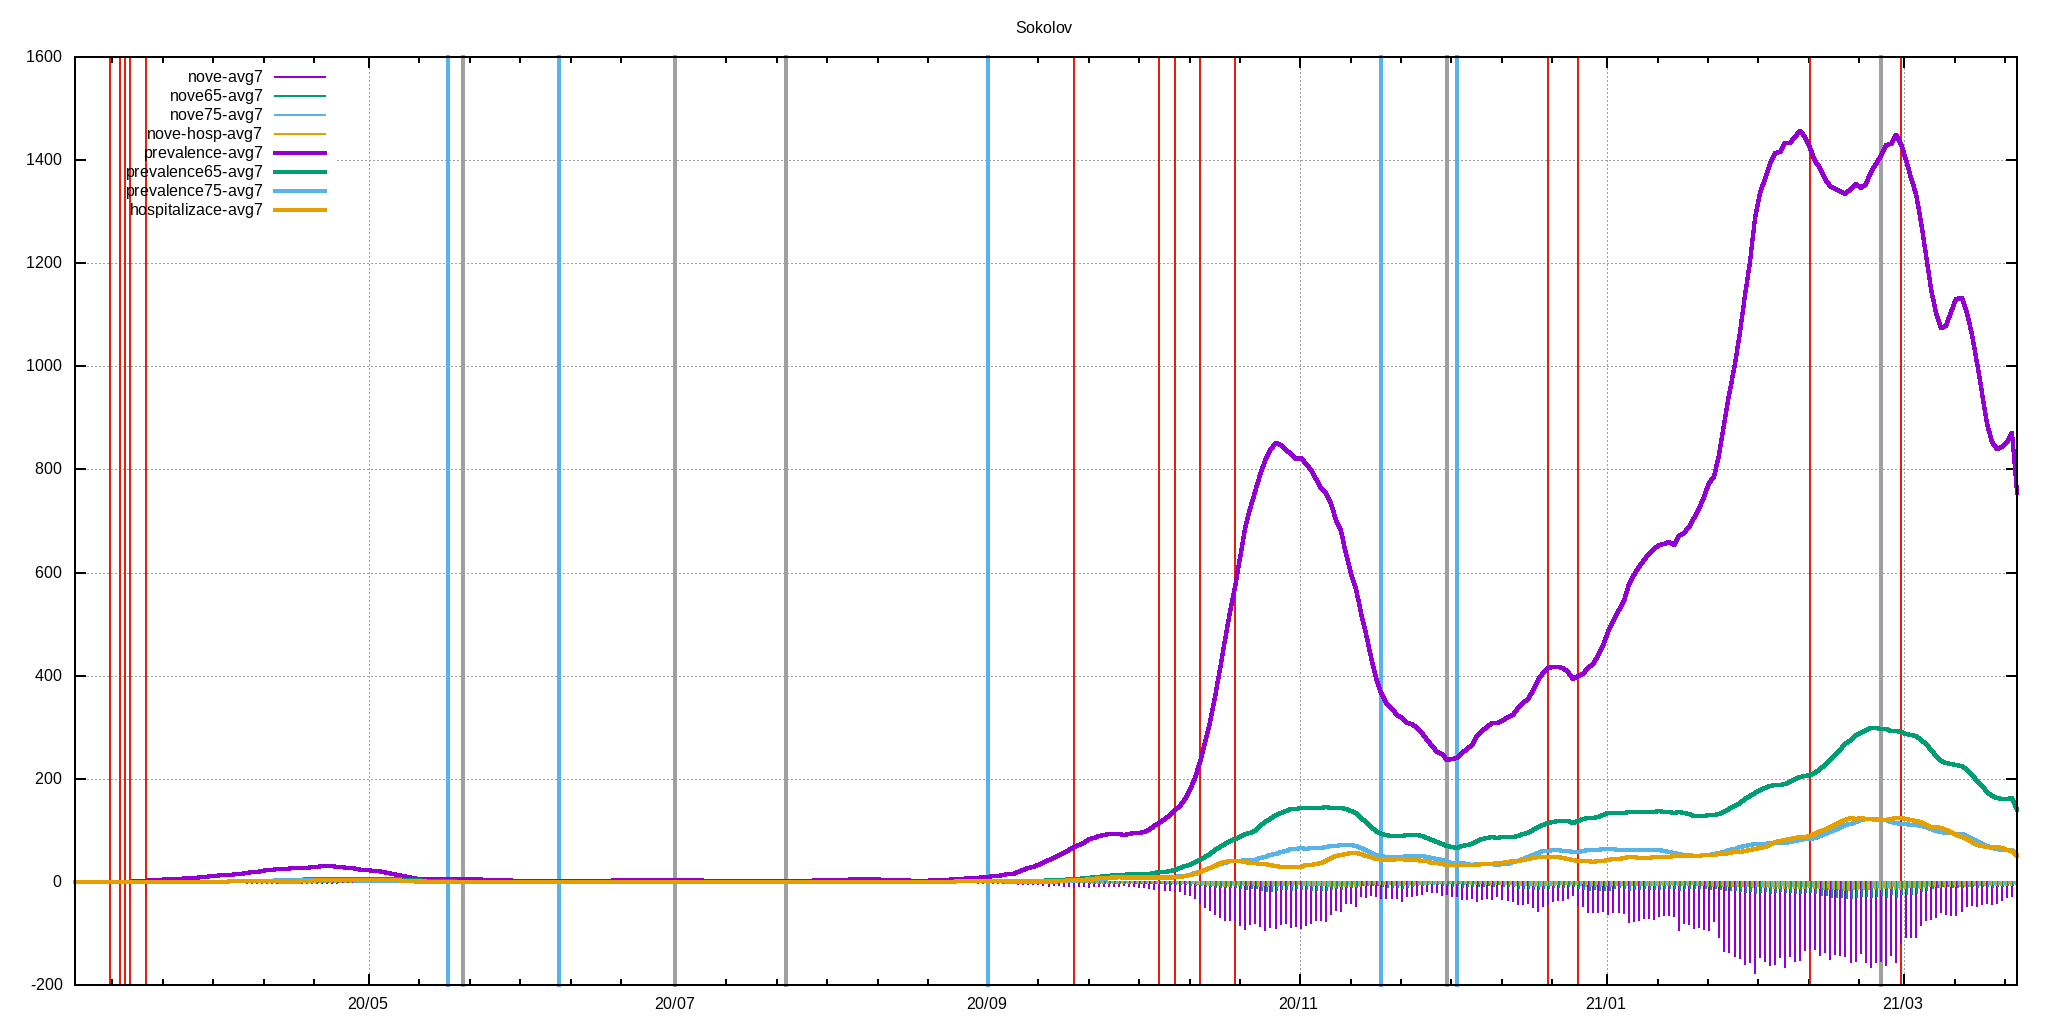 Sokolov
1600
1400
1200
1000
800
600
400
200
0
-200
nove-avg7
nove65-avg7
nove75-avg7
nove-hosp-avg7
prevalence-avg7
prevalence65-avg7
prevalence75-avg7
hospitalizace-avg7
20/05 20/07 20/09 20/11 21/01 21/03